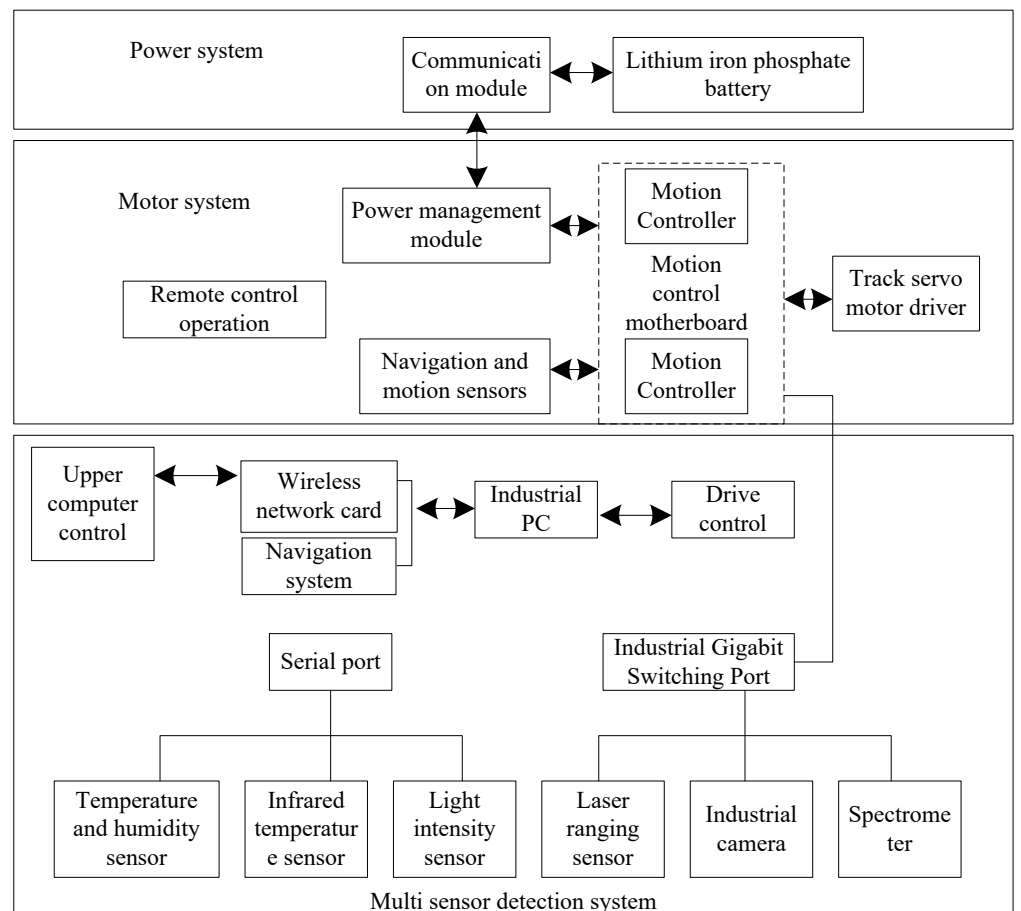 Power system
Communicati
on module
Lithium iron phosphate
battery
Motor system
Power management
module
Motion
Controller
Remote control
operation
Motion
control
motherboard
Track servo
motor driver
Navigation and
motion sensors
Motion
Controller
Upper
computer
control
Wireless
network card
Navigation
system
Industrial
PC
Drive
control
Serial port
Industrial Gigabit
Switching Port
Temperature
and humidity
sensor
Infrared
temperatur
e sensor
Light
intensity
sensor
Laser
ranging
sensor
Industrial
camera
Spectrome
ter
Multi sensor detection system